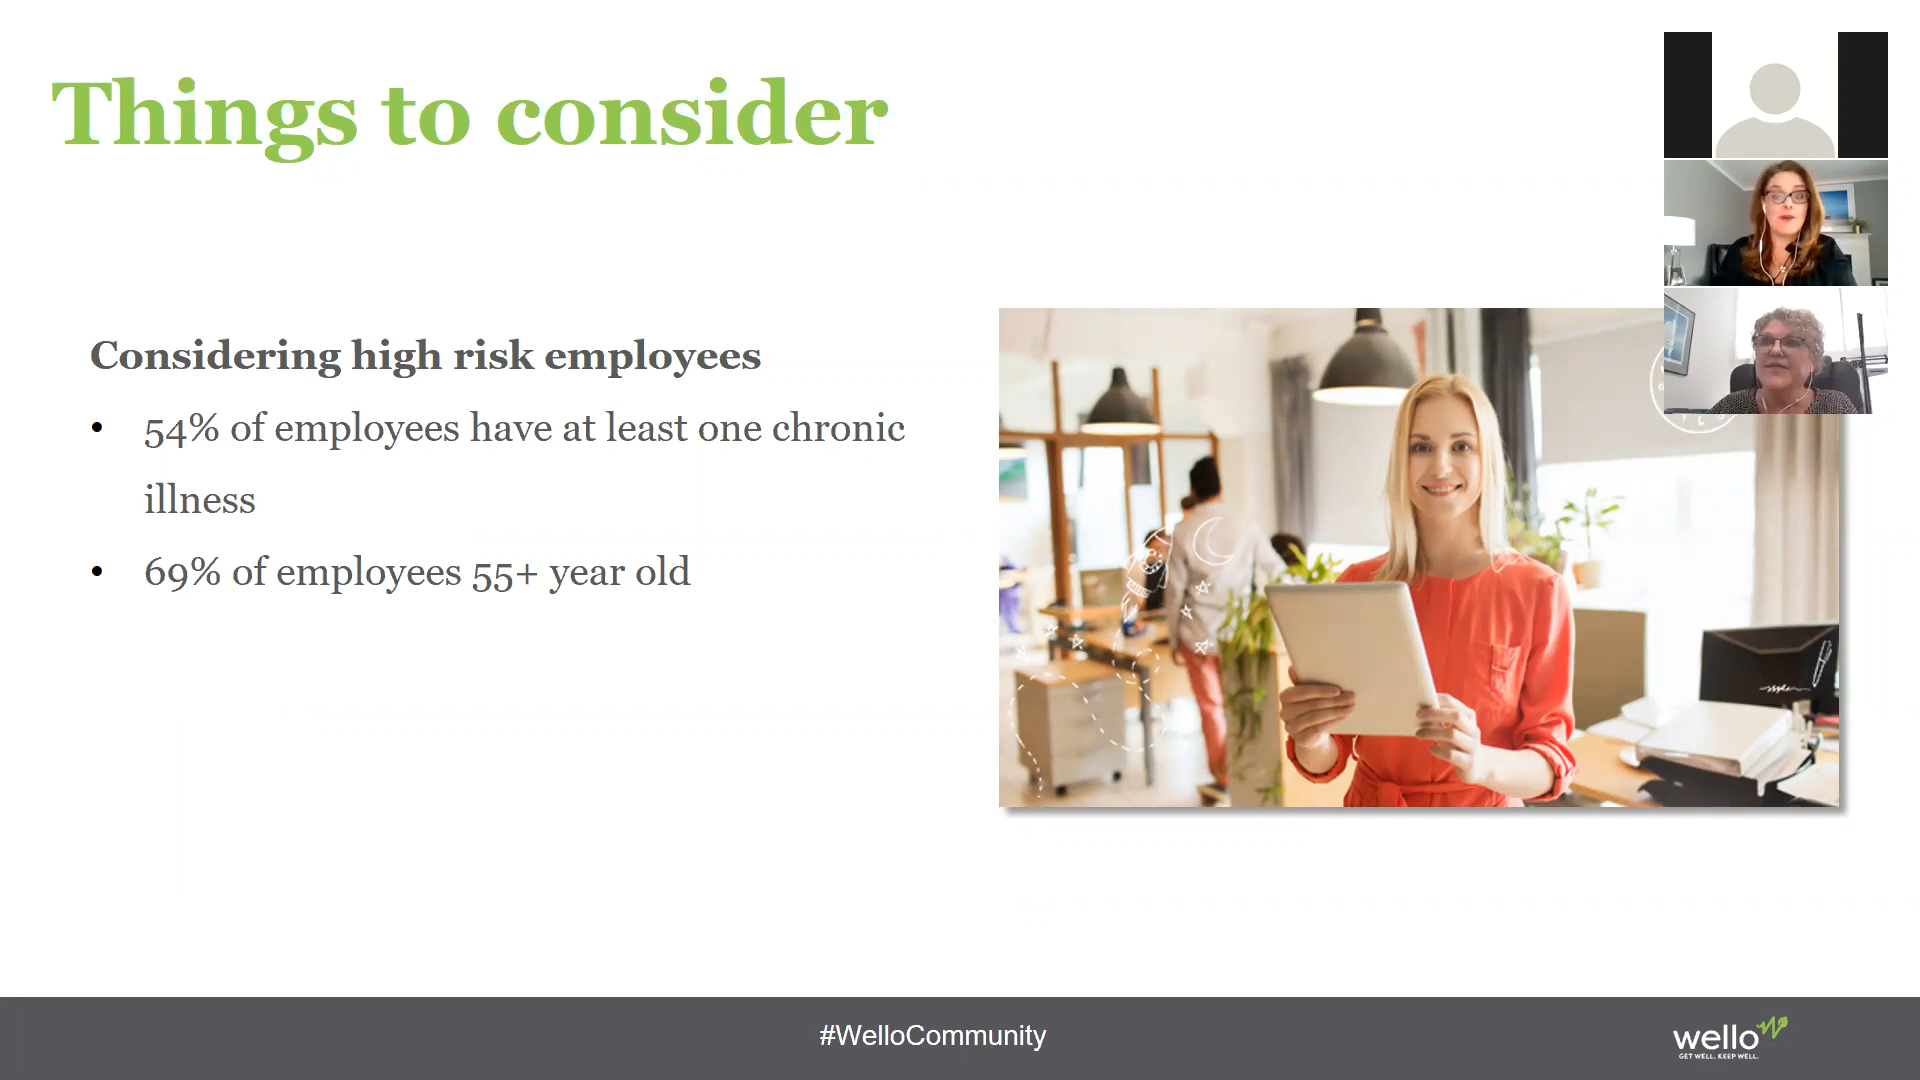 Things to consider
Considering high risk employees
• 54% of employees have at least one chronic
illness
• 69% of employees 55+ year old
#WelloCommunity
wello
GET WELL. KEEP WELL.